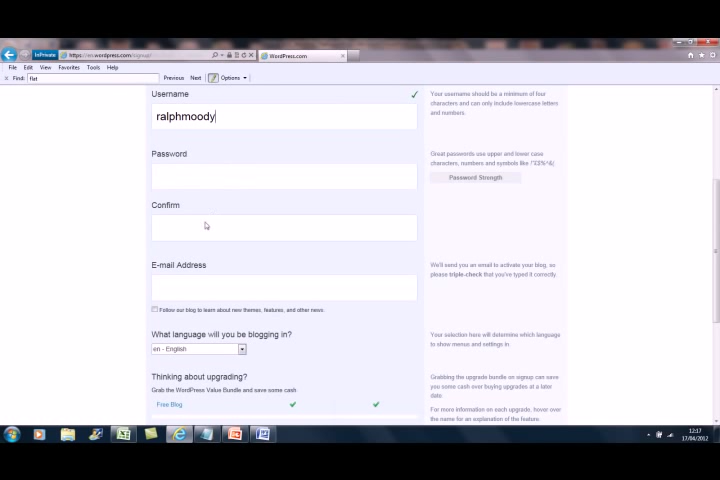 InPrivate
https://en.wordpress.com/signup/
WordPress.com
File Edit View Favorites Tools Help
Find: flat Previous Next Options
Username
Your username should be a minimum of four
characters and can only include lowercase letters
and numbers.
ralphmoody
Password
Great passwords use upper and lower case
characters, numbers and symbols like !"£$%^&(
Password Strength
Confirm
E-mail Address
We'll send you an email to activate your blog, so
please triple-check that you've typed it correctly.
Follow our blog to learn about new themes, features, and other news.
What language will you be blogging in?
Your selection here will determine which language
to show menus and settings in.
en - English
Thinking about upgrading?
Grabbing the upgrade bundle on signup can save
you some cash over buying upgrades at a later
date.
Grab the WordPress Value Bundle and save some cash
Free Blog
For more information on each upgrade, hover over
the name for an explanation of the feature.
12:17
17/04/2012